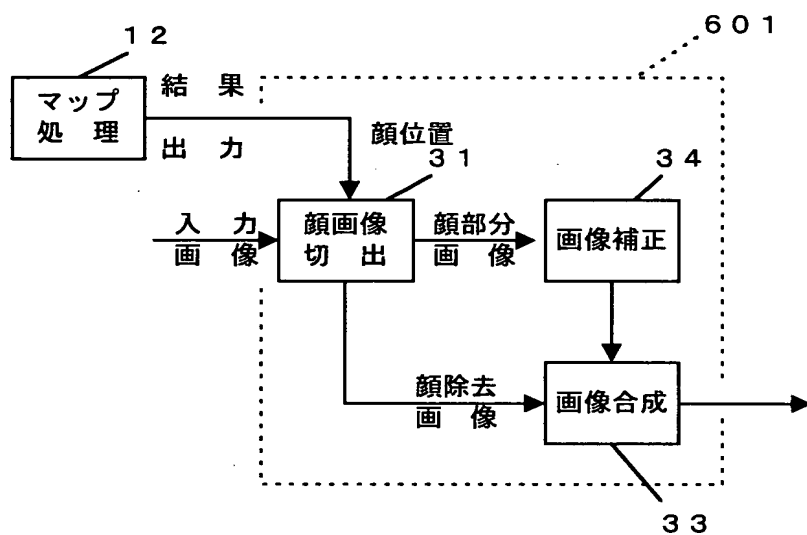 12
601
マップ
処理
結果
出力
顔位置
31
34
入力
画像
顔画像
切出
顔部分
画像
画像補正
顔除去
画像
画像合成
33